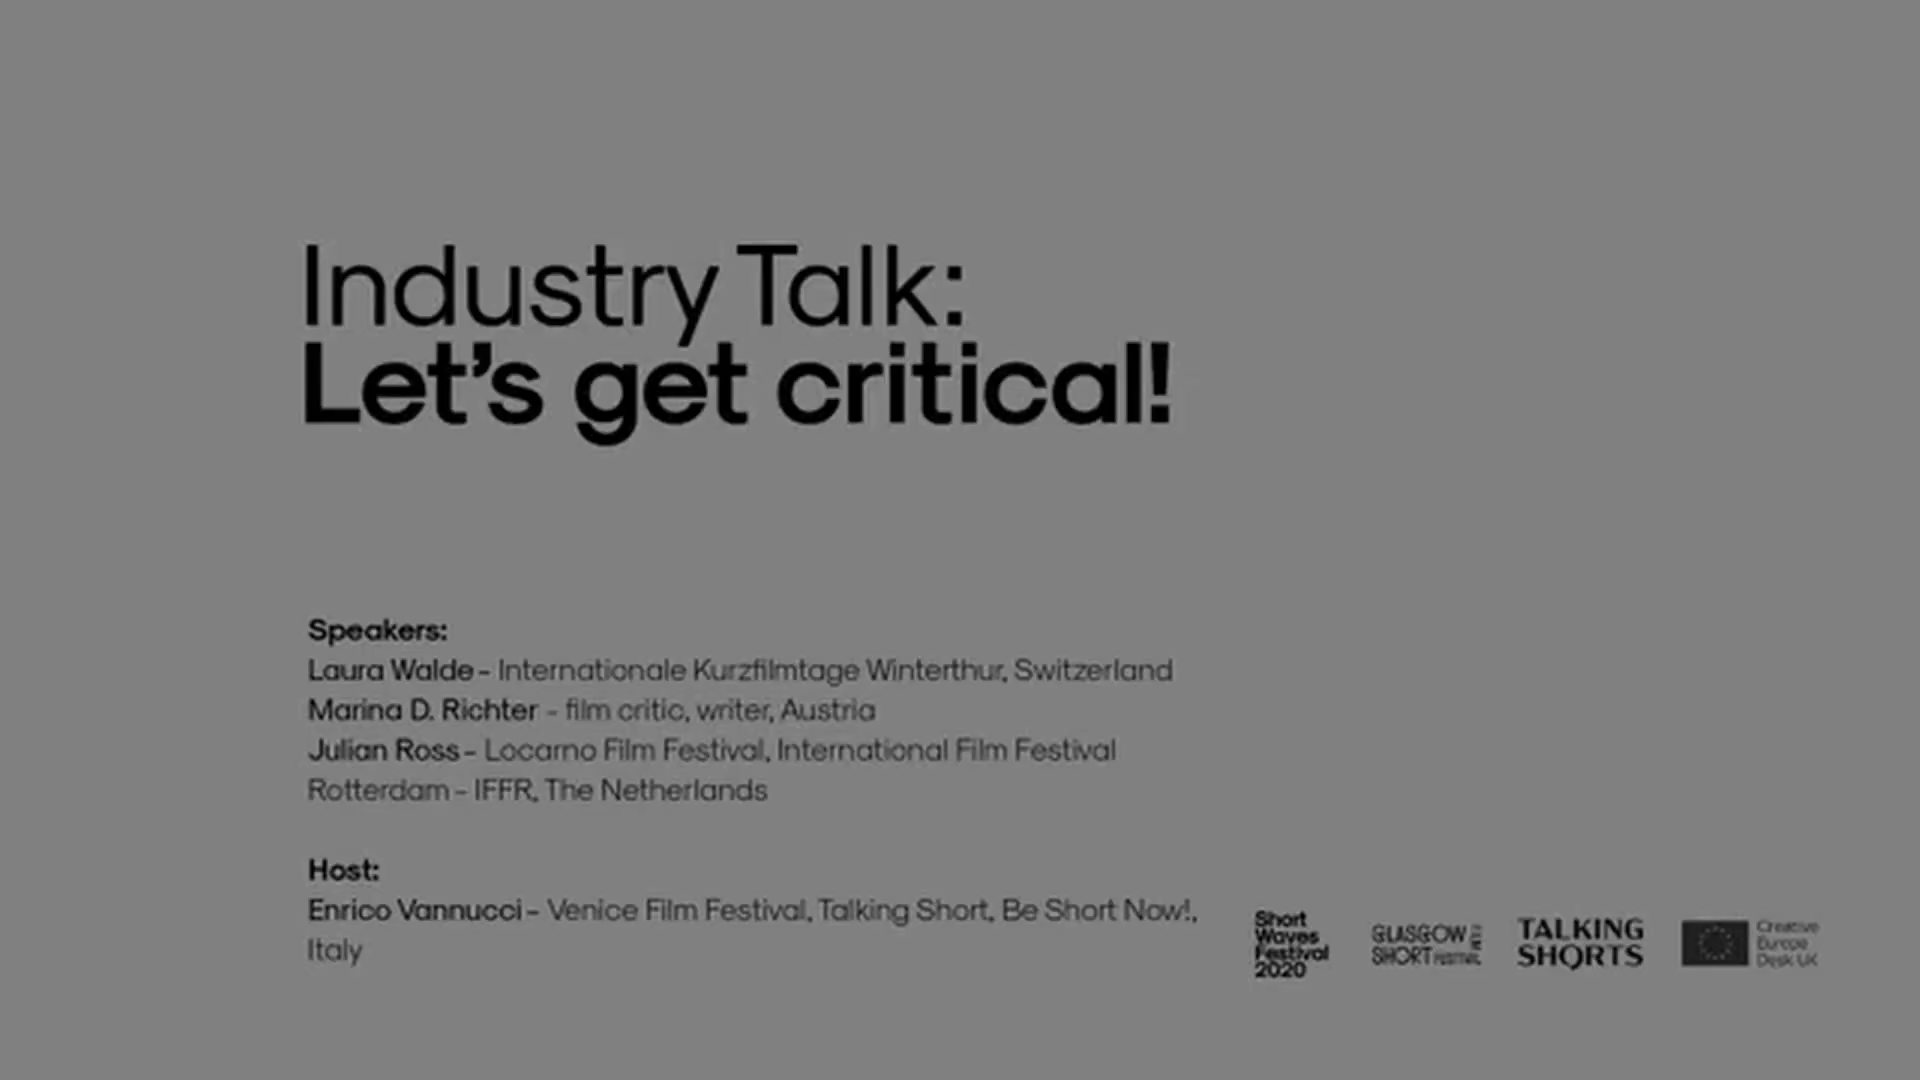 Industry Talk:
Let's get critical!
Speakers:
Laura Walde - Internationale Kurzfilmtage Winterthur, Switzerland
Marina D. Richter - film critic, writer, Austria
Julian Ross - Locarno Film Festival, International Film Festival
Rotterdam - IFFR, The Netherlands
Host:
Enrico Vannucci - Venice Film Festival, Talking Short, Be Short Now!,
Italy
Short
Waves
Festival
2020
GLASGOW
SHORT FESTIVAL
TALKING
SHORTS
Creative
Europe
Desk UK